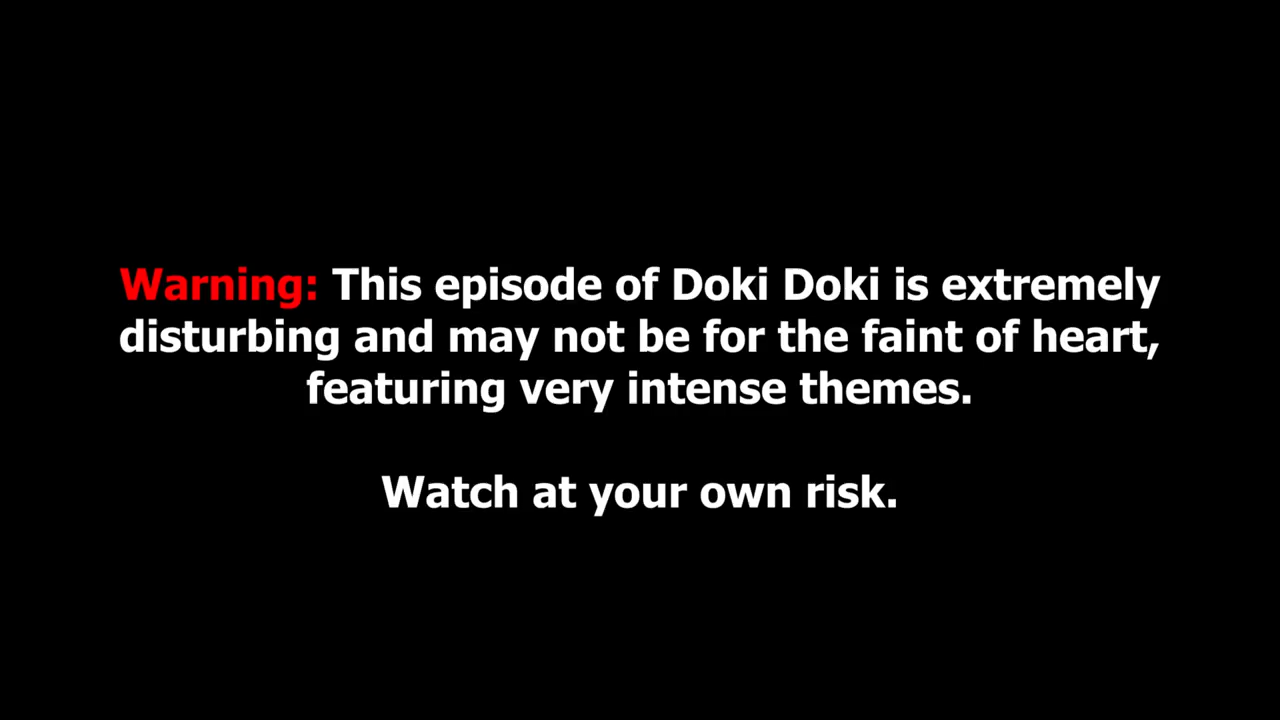 Warning: This episode of Doki Doki is extremely
disturbing and may not be for the faint of heart,
featuring very intense themes.
Watch at your own risk.